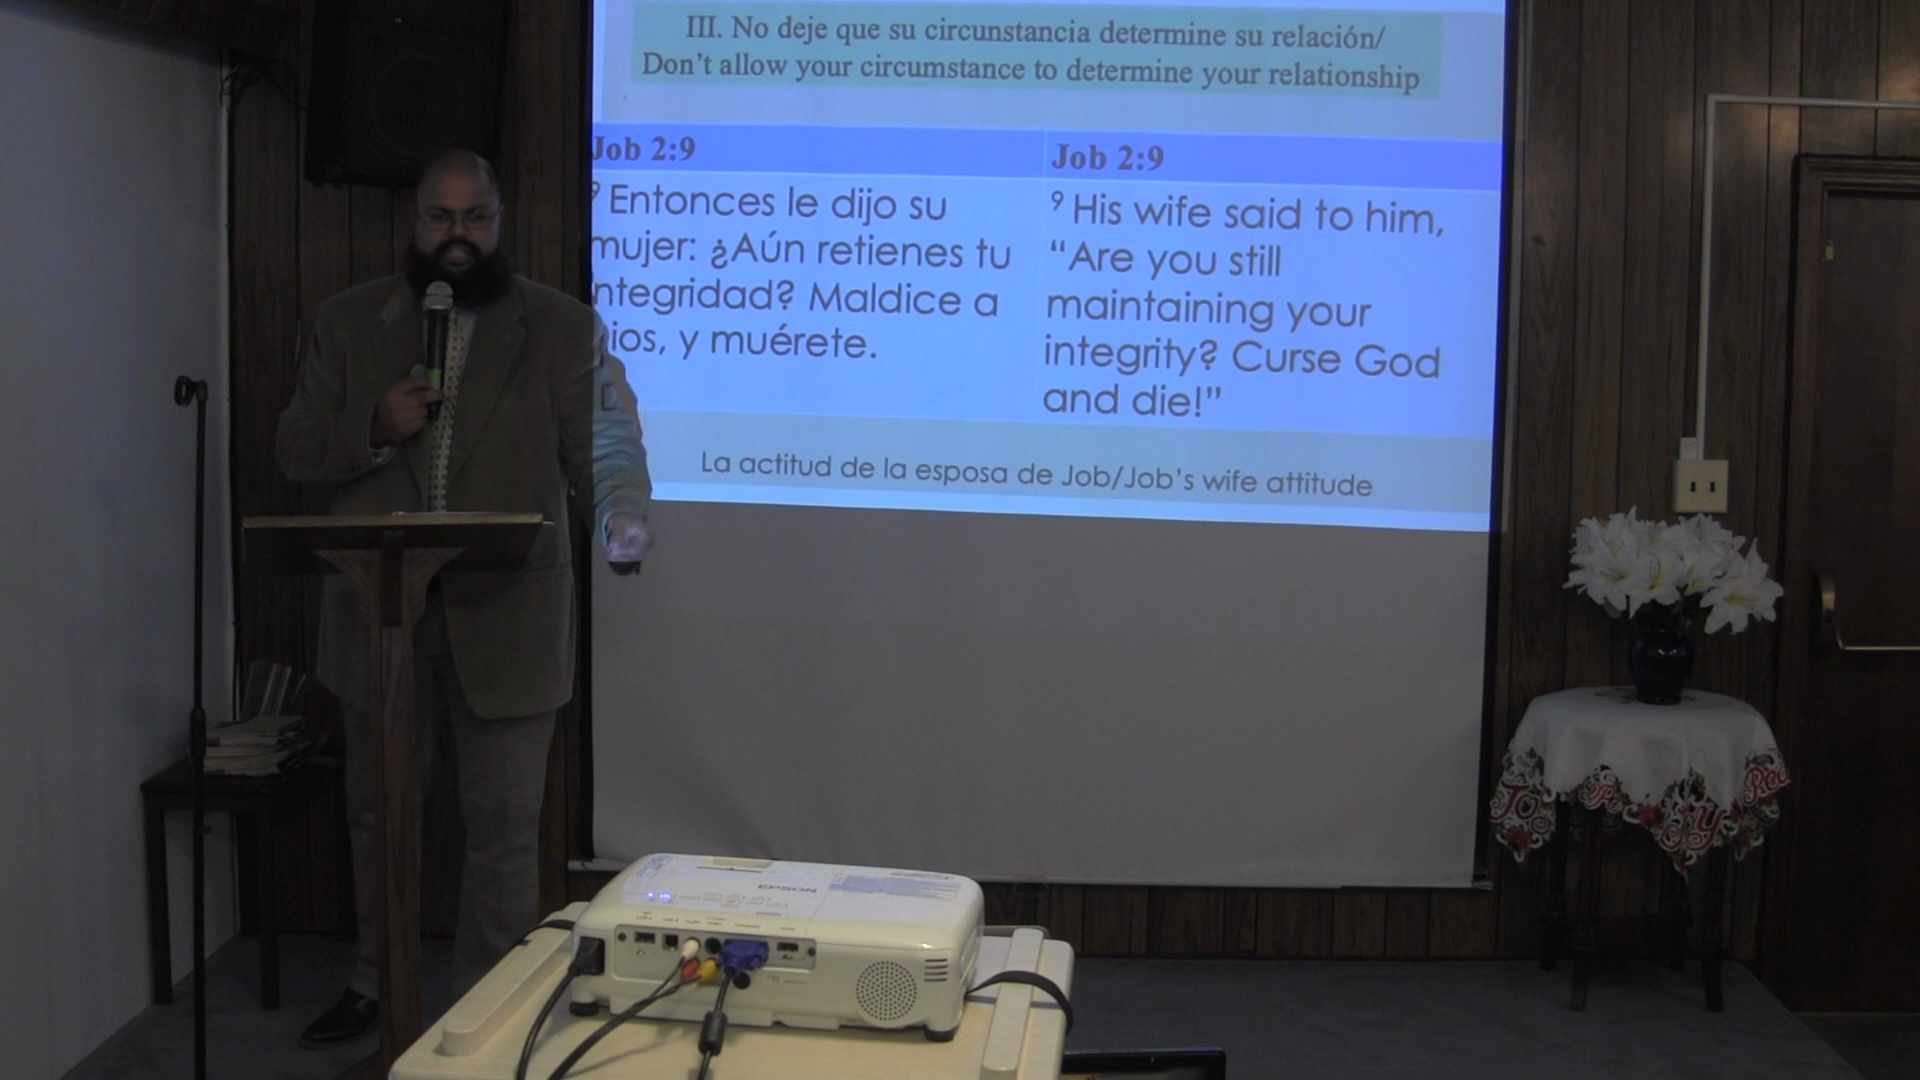 III. No deje que su circunstancia determine su relación/
Don't allow your circumstance to determine your relationship
Job 2:9
9 Entonces le dijo su
mujer: ¿Aún retienes tu
ntegridad? Maldice a
ios, y muérete.
Job 2:9
9 His wife said to him,
“Are you still
maintaining your
integrity? Curse God
and die!”
La actitud de la esposa de Job/Job's wife attitude
EPSON
Joy